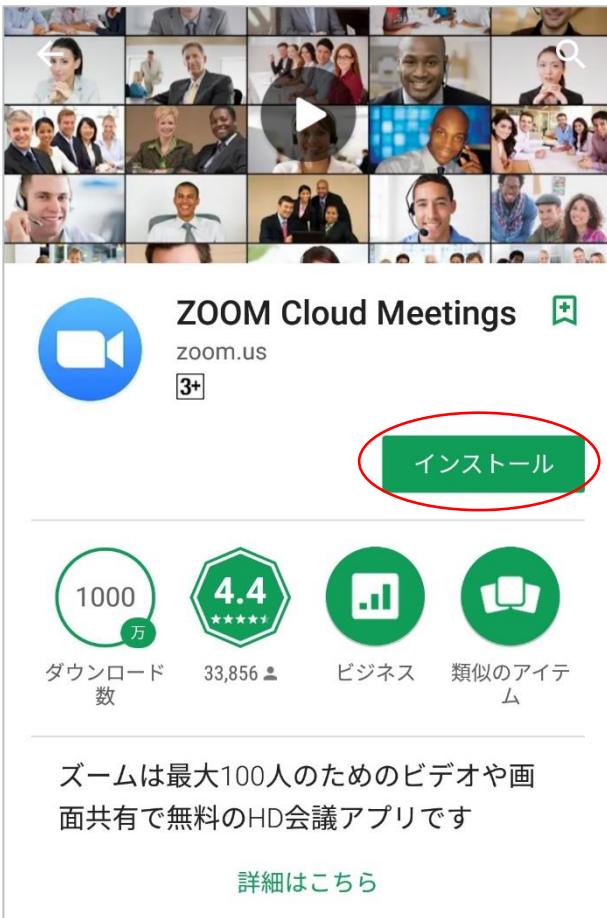 ZOOM Cloud Meetings
zoom.us
3+
インストール
1000
万
ダウンロード
数
4.4
33,856
ビジネス
類似のアイテ
ム
ズームは最大100人のためのビデオや画
面共有で無料のHD会議アプリです
詳細はこちら